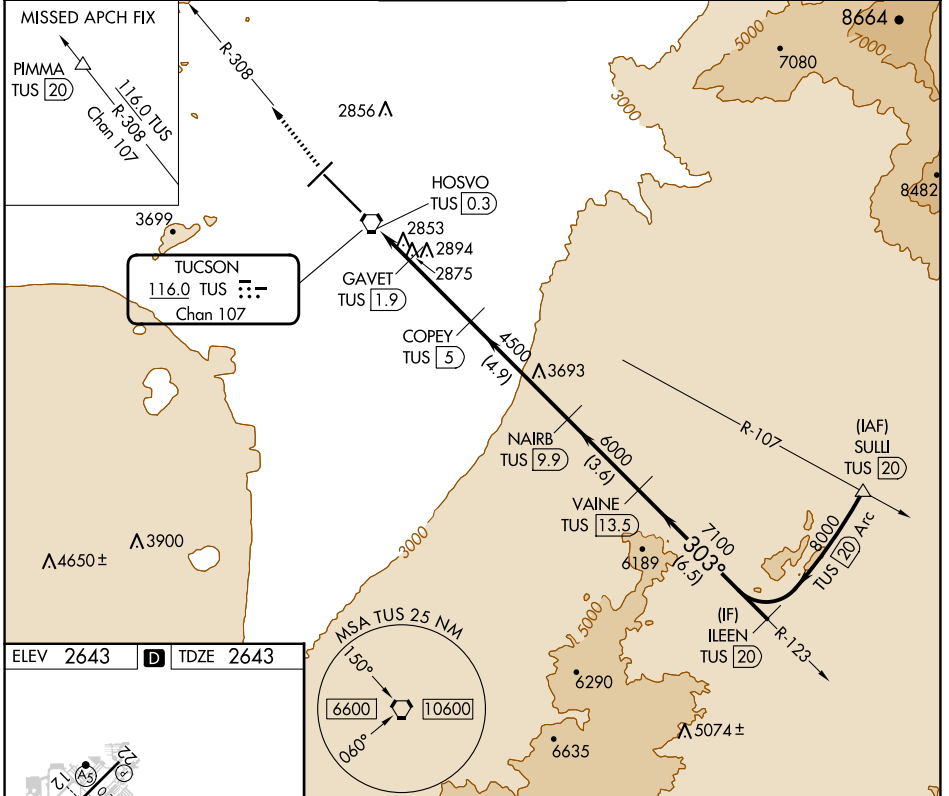 MISSED APCH FIX
PIMMA
TUS 20
116.0 TUS
R-308
Chan 107
R-308
2856
8664
5000
7000
7080
3000
8482
HOSVO
TUS 0.3
3699
2853
2894
2875
TUCSON
116.0 TUS
Chan 107
GAVET
TUS 1.9
COPEY
TUS 5
4500
(4.9)
3693
R-107
(IAF)
SULLI
TUS 20
NAIRB
TUS 9.9
6000
(3.6)
VAINE
TUS 13.5
7100
303°
(6.5)
8000
TUS 20 Arc
3000
4650±
3900
6189
5000
(IF)
ILEEN
TUS 20
R-123
MSA TUS 25 NM
150°
6600
10600
060°
6290
6635
5074±
ELEV 2643 D TDZE 2643
12
A5
P
22